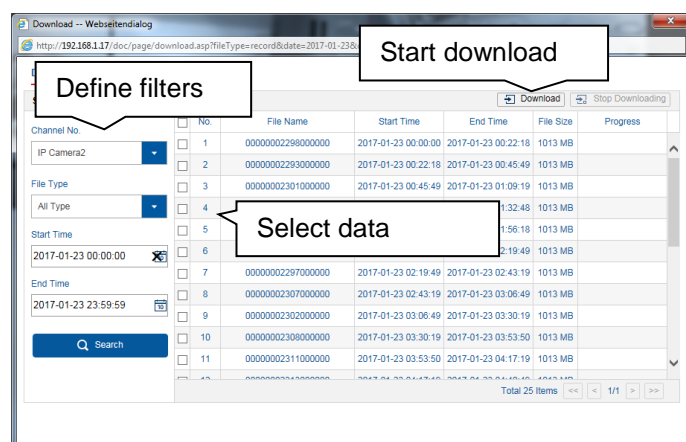 Download -- Webseitendialog
http://192.168.1.17/doc/page/download.asp?fileType=record&date=2017-01-23&
Start download
Define filters
Download
Stop Downloading
Channel No.
IP Camera2
File Type
All Type
Start Time
2017-01-23 00:00:00
End Time
2017-01-23 23:59:59
Search
No. File Name Start Time End Time File Size Progress
1 00000002298000000 2017-01-23 00:00:00 2017-01-23 00:22:18 1013 MB
2 00000002293000000 2017-01-23 00:22:18 2017-01-23 00:45:49 1013 MB
3 00000002301000000 2017-01-23 00:45:49 2017-01-23 01:09:19 1013 MB
4 1:32:48 1013 MB
5 1:56:18 1013 MB
Select data
6 2:19:49 1013 MB
7 00000002297000000 2017-01-23 02:19:49 2017-01-23 02:43:19 1013 MB
8 00000002307000000 2017-01-23 02:43:19 2017-01-23 03:06:49 1013 MB
9 00000002302000000 2017-01-23 03:06:49 2017-01-23 03:30:19 1013 MB
10 00000002308000000 2017-01-23 03:30:19 2017-01-23 03:53:50 1013 MB
11 00000002311000000 2017-01-23 03:53:50 2017-01-23 04:17:19 1013 MB
Total 25 Items << < 1/1 > >>